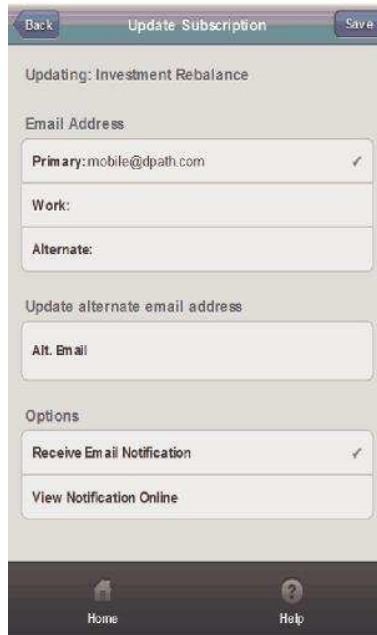 Back Update Subscription Save
Updating: Investment Rebalance
Email Address
Primary: mobile@dpath.com ✓
Work:
Alternate:
Update alternate email address
Alt. Email
Options
Receive Email Notification ✓
View Notification Online
Home Help